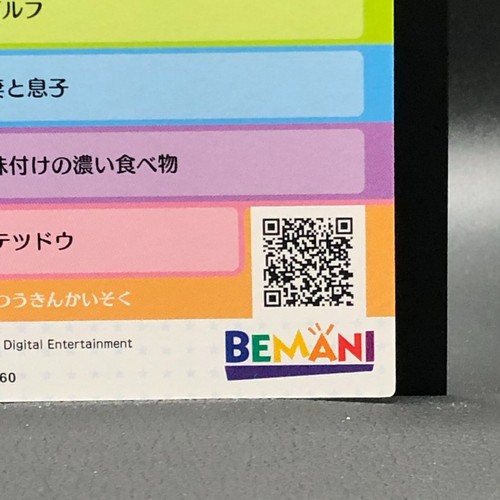 ルフ
と息子
付けの濃い食べ物
テツドウ
つうきんかいそく
Digital Entertainment
60
BEMANI